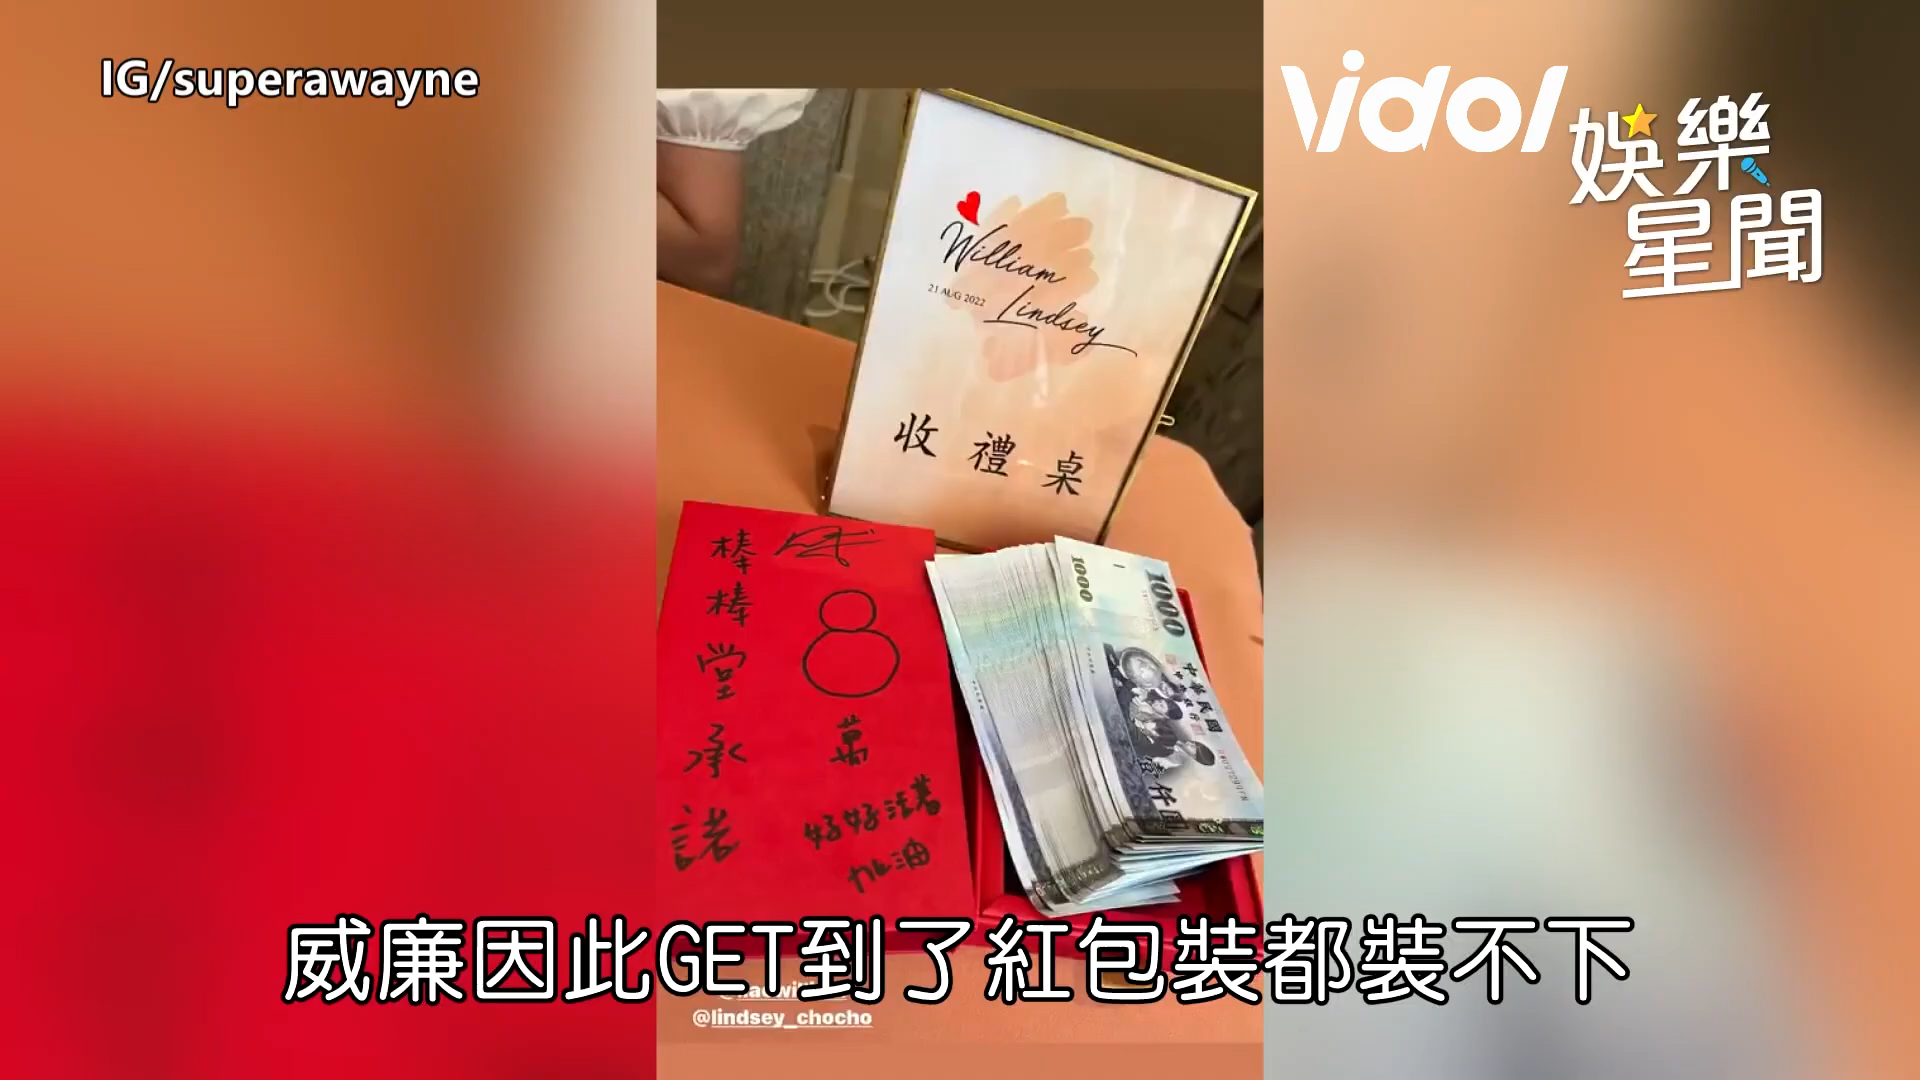 IG/superawayne
Vidol
娛樂
星聞
William
21 AUG 2022
Lindsey
收禮桌
棒棒堂承諾
8
萬
好好活著
加油
1000
1000
中華民國
壹仟圓
威廉因此GET到了紅包裝都裝不下
@lindsey_chocho